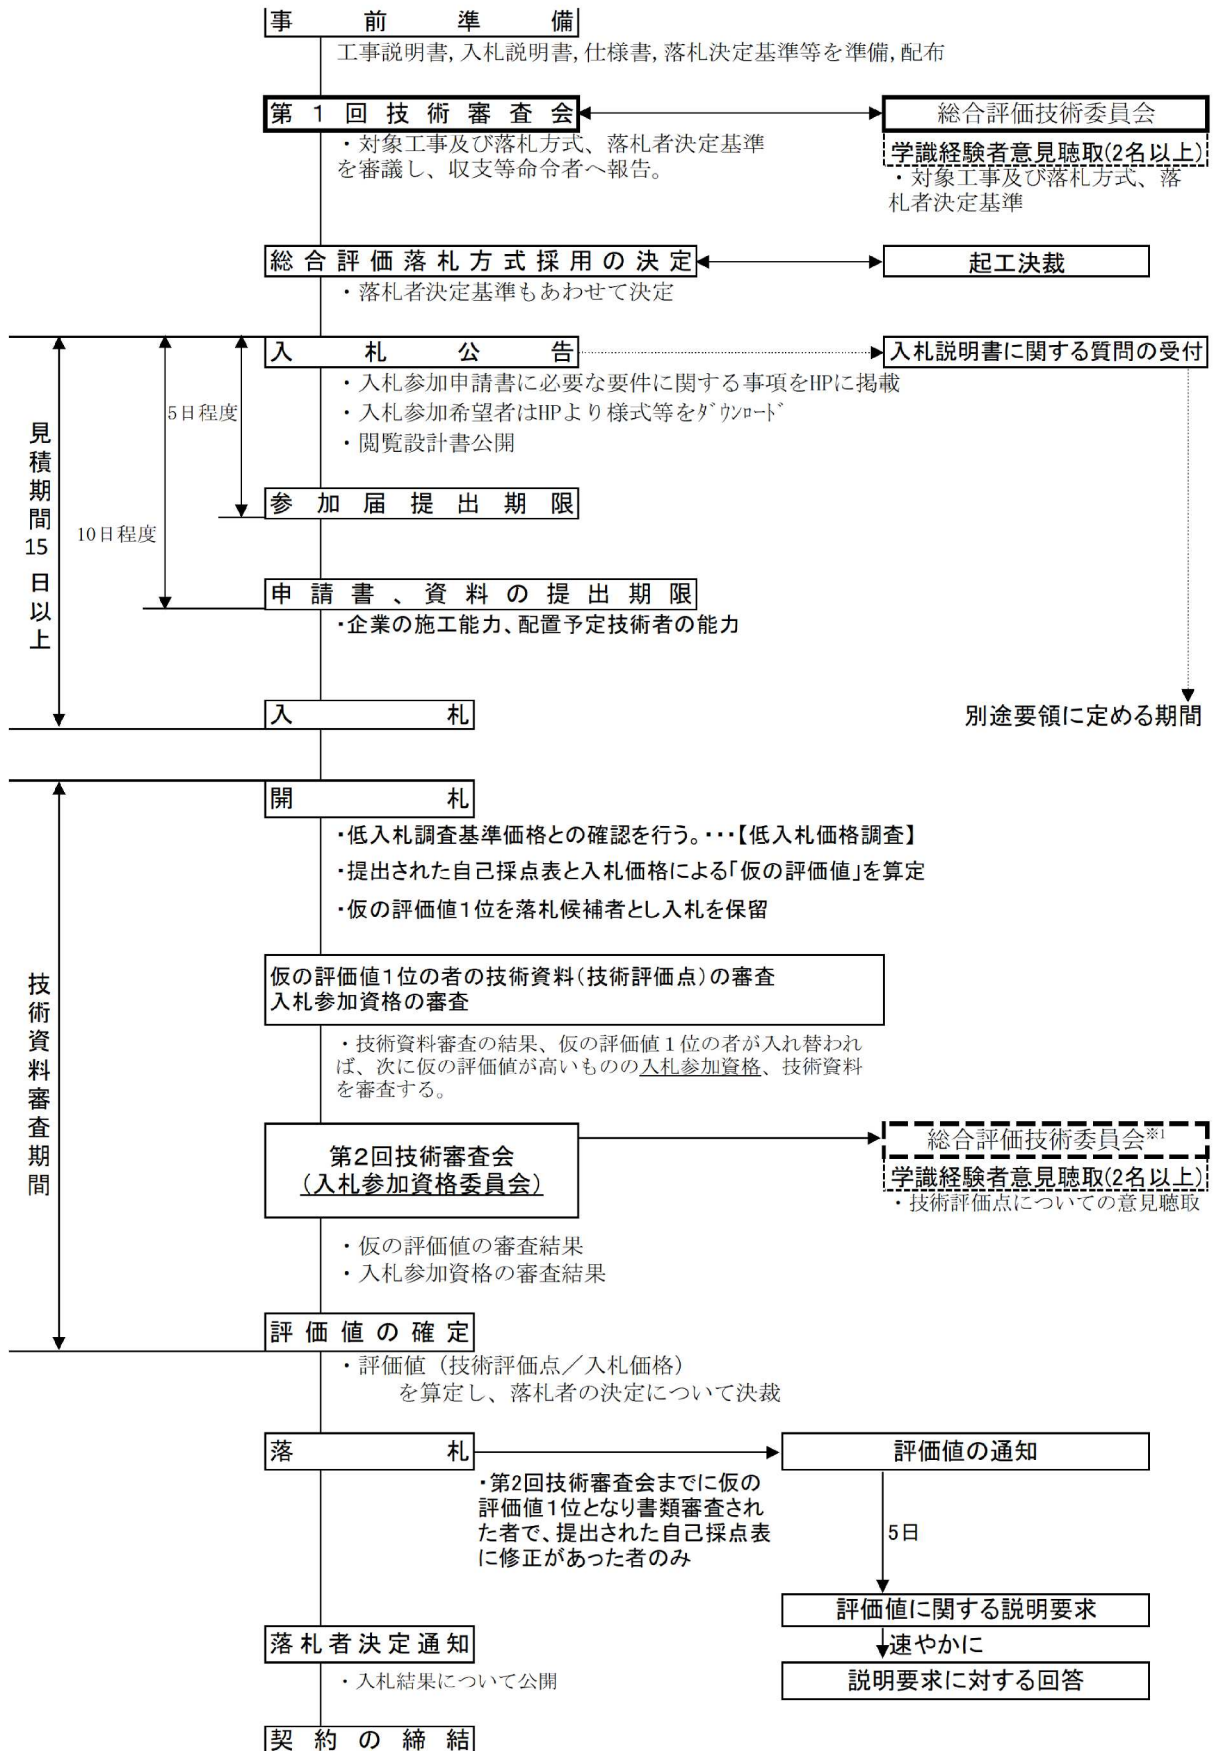 事前準備
工事説明書,入札説明書,仕様書,落札決定基準等を準備,配布
第1回技術審査会
総合評価技術委員会
・対象工事及び落札方式、落札者決定基準
を審議し、収支等命令者へ報告。
学識経験者意見聴取(2名以上)
・対象工事及び落札方式、落
札者決定基準
総合評価落札方式採用の決定
起工決裁
・落札者決定基準もあわせて決定
入札公告
入札説明書に関する質問の受付
・入札参加申請書に必要な要件に関する事項をHPに掲載
・入札参加希望者はHPより様式等をﾀﾞｳﾝﾛｰﾄﾞ
・閲覧設計書公開
5日程度
見積期間15日以上
参加届提出期限
10日程度
申請書、資料の提出期限
・企業の施工能力、配置予定技術者の能力
入札
別途要領に定める期間
開札
・低入札調査基準価格との確認を行う。・・・【低入札価格調査】
・提出された自己採点表と入札価格による「仮の評価値」を算定
・仮の評価値1位を落札候補者とし入札を保留
技術資料審査期間
仮の評価値1位の者の技術資料(技術評価点)の審査
入札参加資格の審査
・技術資料審査の結果、仮の評価値１位の者が入れ替われ
ば、次に仮の評価値が高いものの入札参加資格、技術資料
を審査する。
第2回技術審査会
(入札参加資格委員会)
総合評価技術委員会※1
学識経験者意見聴取(2名以上)
・技術評価点についての意見聴取
・仮の評価値の審査結果
・入札参加資格の審査結果
評価値の確定
・評価値（技術評価点／入札価格）
を算定し、落札者の決定について決裁
落札
評価値の通知
・第2回技術審査会までに仮の
評価値1位となり書類審査され
た者で、提出された自己採点表
に修正があった者のみ
5日
評価値に関する説明要求
落札者決定通知
速やかに
・入札結果について公開
説明要求に対する回答
契約の締結